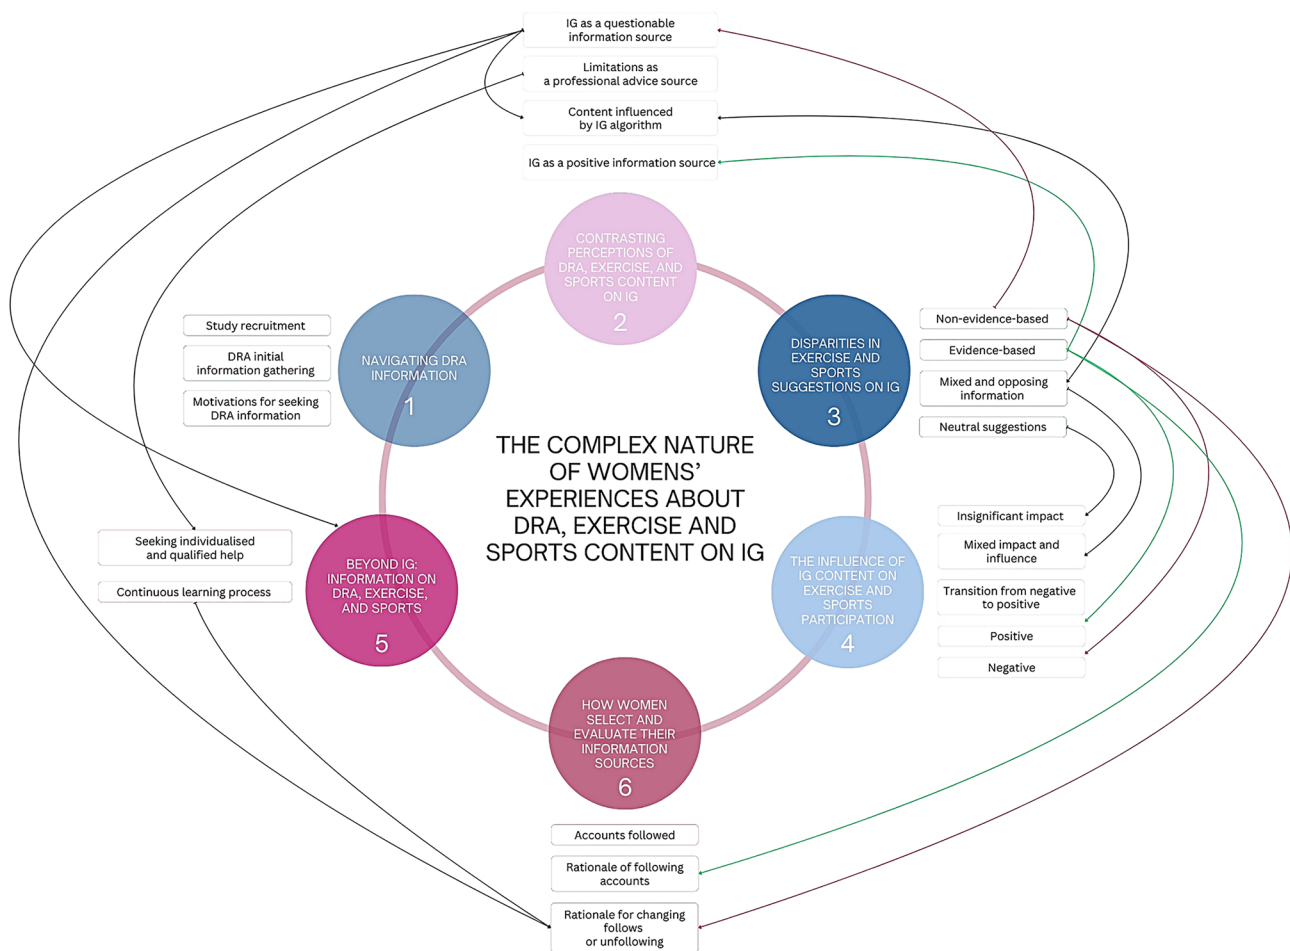 IG as a questionable
information source
Limitations as
a professional advice source
Content influenced
by IG algorithm
IG as a positive information source
CONTRASTING
PERCEPTIONS OF
DRA, EXERCISE, AND
SPORTS CONTENT
ON IG
2
Study recruitment
DRA initial
information gathering
Motivations for seeking
DRA information
NAVIGATING DRA
INFORMATION
1
DISPARITIES IN
EXERCISE AND
SPORTS
SUGGESTIONS ON IG
3
Non-evidence-based
Evidence-based
Mixed and opposing
information
Neutral suggestions
THE COMPLEX NATURE
OF WOMENS’
EXPERIENCES ABOUT
DRA, EXERCISE AND
SPORTS CONTENT ON IG
Seeking individualised
and qualified help
Continuous learning process
BEYOND IG:
INFORMATION ON
DRA, EXERCISE,
AND SPORTS
5
THE INFLUENCE OF
IG CONTENT ON
EXERCISE AND
SPORTS
PARTICIPATION
4
Insignificant impact
Mixed impact and
influence
Transition from negative
to positive
Positive
Negative
HOW WOMEN
SELECT AND
EVALUATE THEIR
INFORMATION
SOURCES
6
Accounts followed
Rationale of following
accounts
Rationale for changing
follows
or unfollowing